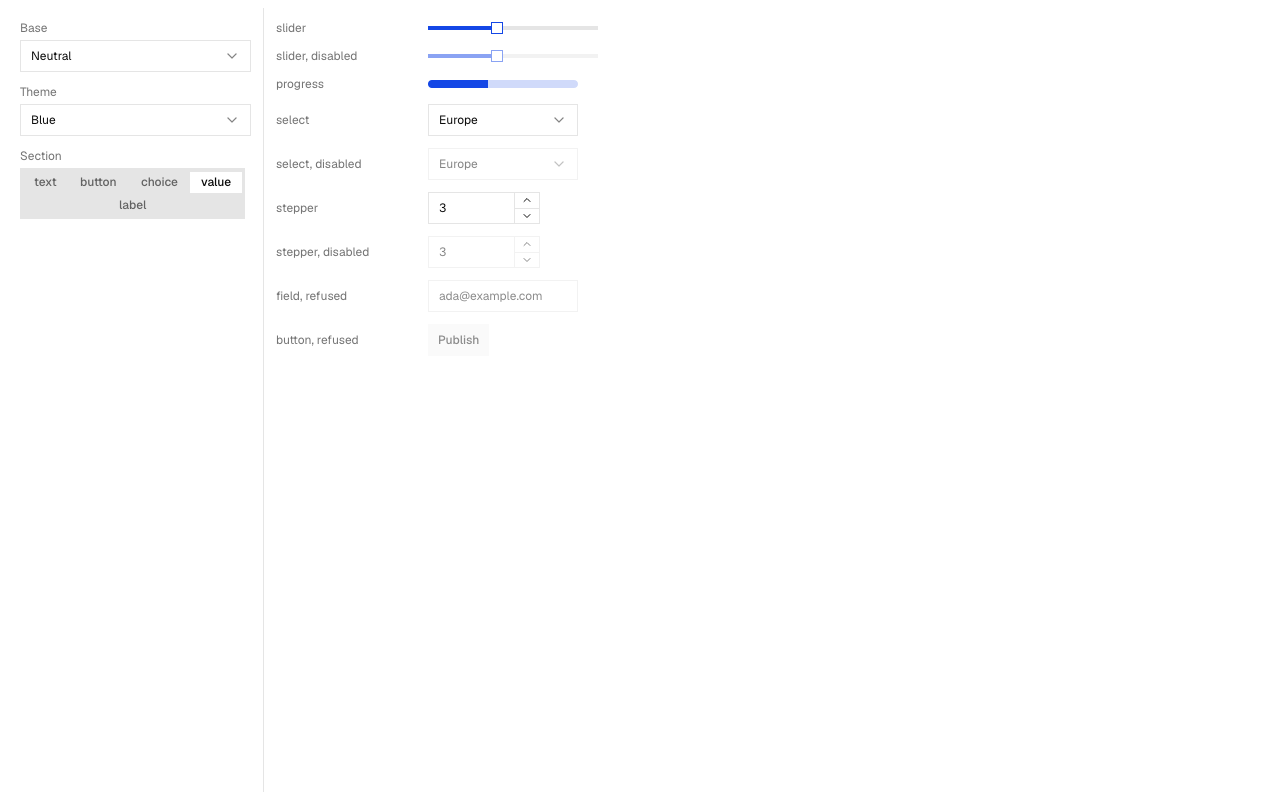 Base
Neutral
Theme
Blue
Section
text button choice value
label
slider
slider, disabled
progress
select Europe
select, disabled Europe
stepper 3
stepper, disabled 3
field, refused ada@example.com
button, refused Publish